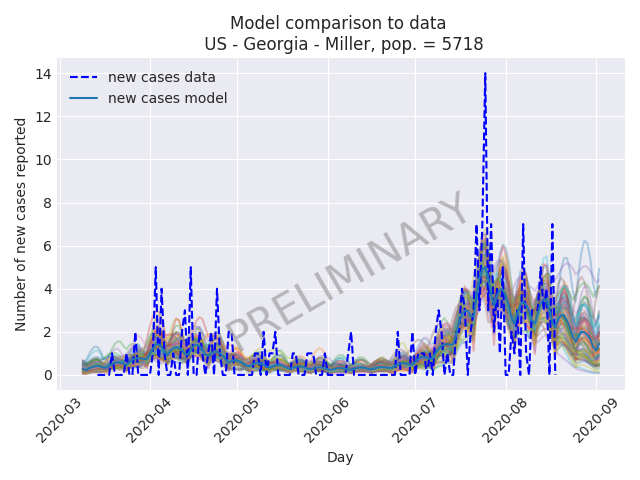 Model comparison to data
US - Georgia - Miller, pop. = 5718
new cases data
new cases model
Number of new cases reported
14
12
10
8
6
4
2
0
PRELIMINARY
2020-03
2020-04
2020-05
2020-06
2020-07
2020-08
2020-09
Day